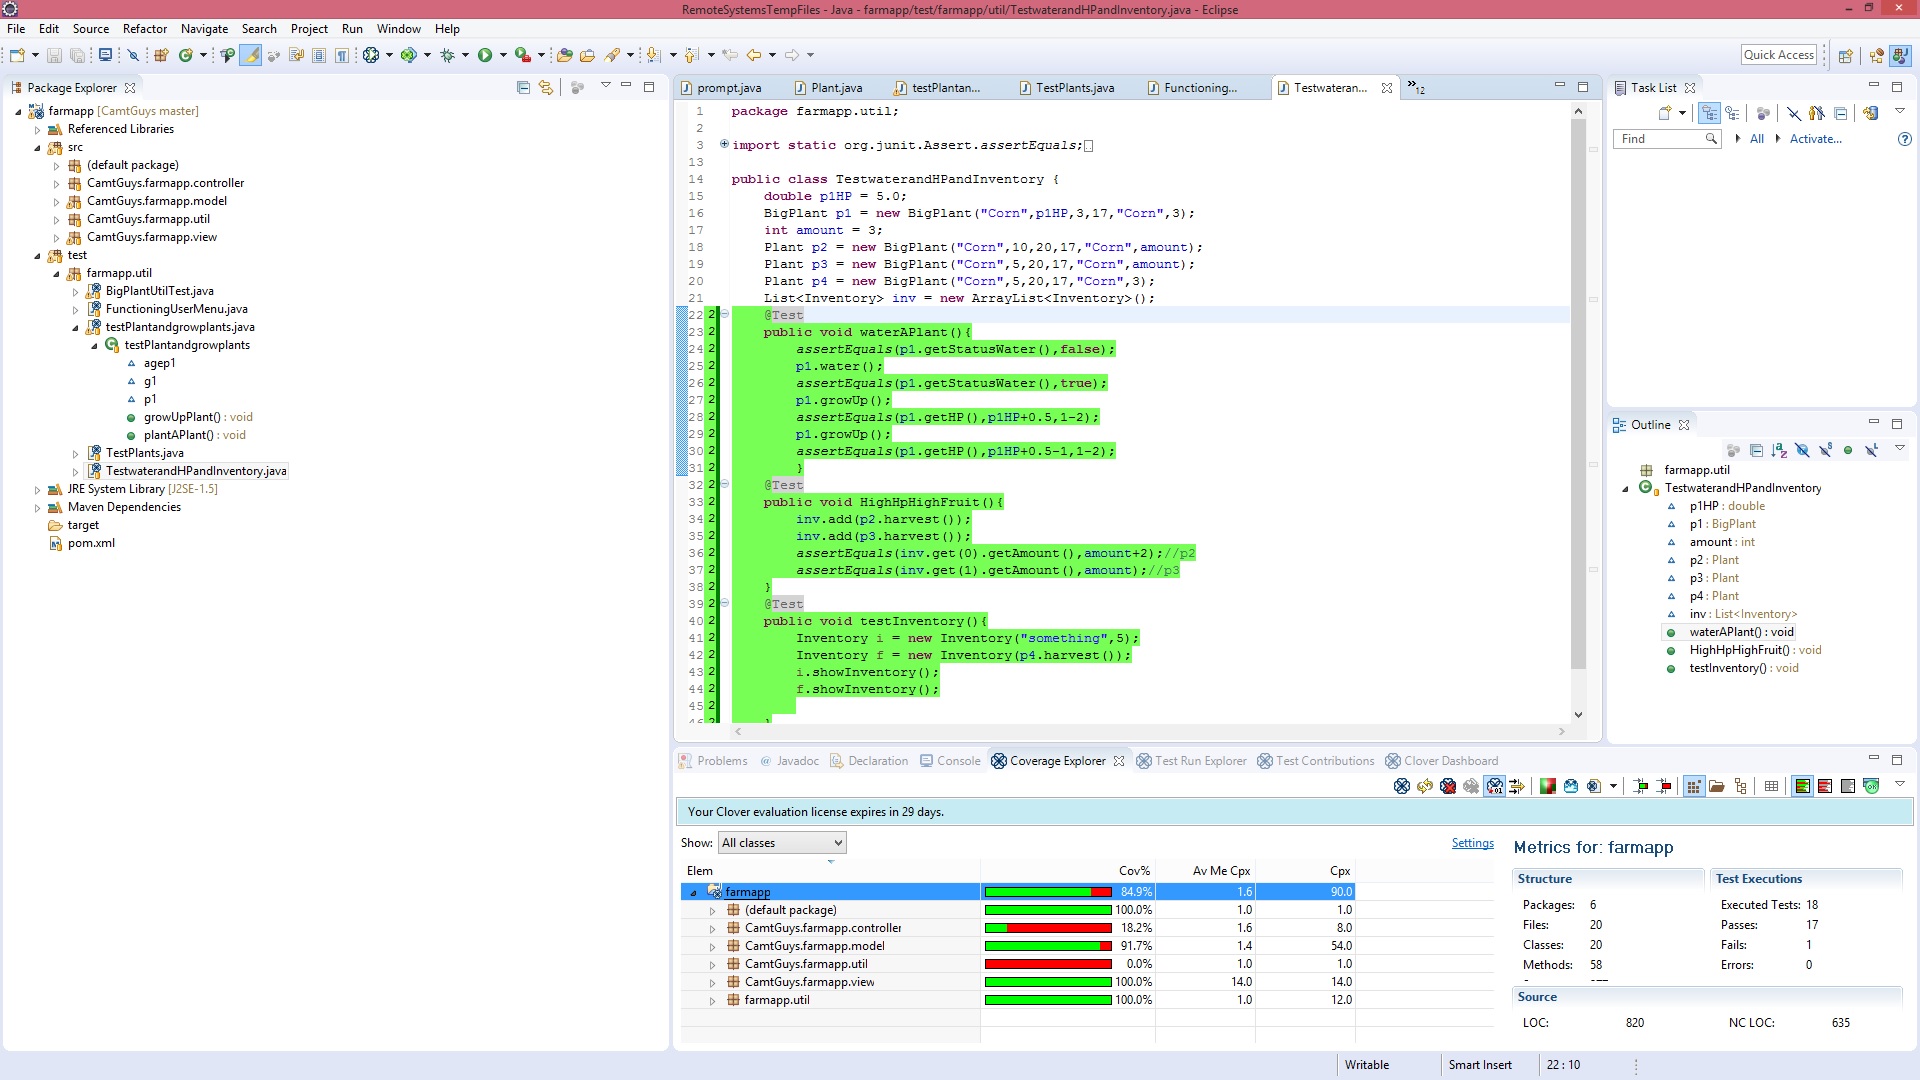 RemoteSystemsTempFiles - Java - farmapp/test/farmapp/util/TestwaterandHPandInventory.java - Eclipse
File Edit Source Refactor Navigate Search Project Run Window Help
Quick Access
Package Explorer
farmapp [CamtGuys master]
Referenced Libraries
src
(default package)
CamtGuys.farmapp.controller
CamtGuys.farmapp.model
CamtGuys.farmapp.util
CamtGuys.farmapp.view
test
farmapp.util
BigPlantUtilTest.java
FunctioningUserMenu.java
testPlantandgrowplants.java
testPlantandgrowplants
agep1
g1
p1
growUpPlant() : void
plantAPlant() : void
TestPlants.java
TestwaterandHPandInventory.java
JRE System Library [J2SE-1.5]
Maven Dependencies
target
pom.xml
prompt.java Plant.java testPlantan... TestPlants.java Functioning... Testwateran... »12
1 package farmapp.util;
2
3 import static org.junit.Assert.assertEquals;
13
14 public class TestwaterandHPandInventory {
15 double p1HP = 5.0;
16 BigPlant p1 = new BigPlant("Corn",p1HP,3,17,"Corn",3);
17 int amount = 3;
18 Plant p2 = new BigPlant("Corn",10,20,17,"Corn",amount);
19 Plant p3 = new BigPlant("Corn",5,20,17,"Corn",amount);
20 Plant p4 = new BigPlant("Corn",5,20,17,"Corn",3);
21 List<Inventory> inv = new ArrayList<Inventory>();
22 2 @Test
23 2 public void waterAPlant(){
24 2 assertEquals(p1.getStatusWater(),false);
25 2 p1.water();
26 2 assertEquals(p1.getStatusWater(),true);
27 2 p1.growUp();
28 2 assertEquals(p1.getHP(),p1HP+0.5,1-2);
29 2 p1.growUp();
30 2 assertEquals(p1.getHP(),p1HP+0.5-1,1-2);
31 2 }
32 2 @Test
33 2 public void HighHpHighFruit(){
34 2 inv.add(p2.harvest());
35 2 inv.add(p3.harvest());
36 2 assertEquals(inv.get(0).getAmount(),amount+2);//p2
37 2 assertEquals(inv.get(1).getAmount(),amount);//p3
38 2 }
39 2 @Test
40 2 public void testInventory(){
41 2 Inventory i = new Inventory("something",5);
42 2 Inventory f = new Inventory(p4.harvest());
43 2 i.showInventory();
44 2 f.showInventory();
45 2
46 2 }
Task List
Find All Activate...
Outline
farmapp.util
TestwaterandHPandInventory
p1HP : double
p1 : BigPlant
amount : int
p2 : Plant
p3 : Plant
p4 : Plant
inv : List<Inventory>
waterAPlant() : void
HighHpHighFruit() : void
testInventory() : void
Problems @ Javadoc Declaration Console Coverage Explorer Test Run Explorer Test Contributions Clover Dashboard
Your Clover evaluation license expires in 29 days.
Show: All classes Settings
Elem Cov% Av Me Cpx Cpx
farmapp 84.9% 1.6 90.0
(default package) 100.0% 1.0 1.0
CamtGuys.farmapp.controller 18.2% 1.6 8.0
CamtGuys.farmapp.model 91.7% 1.4 54.0
CamtGuys.farmapp.util 0.0% 1.0 1.0
CamtGuys.farmapp.view 100.0% 14.0 14.0
farmapp.util 100.0% 1.0 12.0
Metrics for: farmapp
Structure
Packages: 6
Files: 20
Classes: 20
Methods: 58
Test Executions
Executed Tests: 18
Passes: 17
Fails: 1
Errors: 0
Source
LOC: 820 NC LOC: 635
Writable Smart Insert 22 : 10